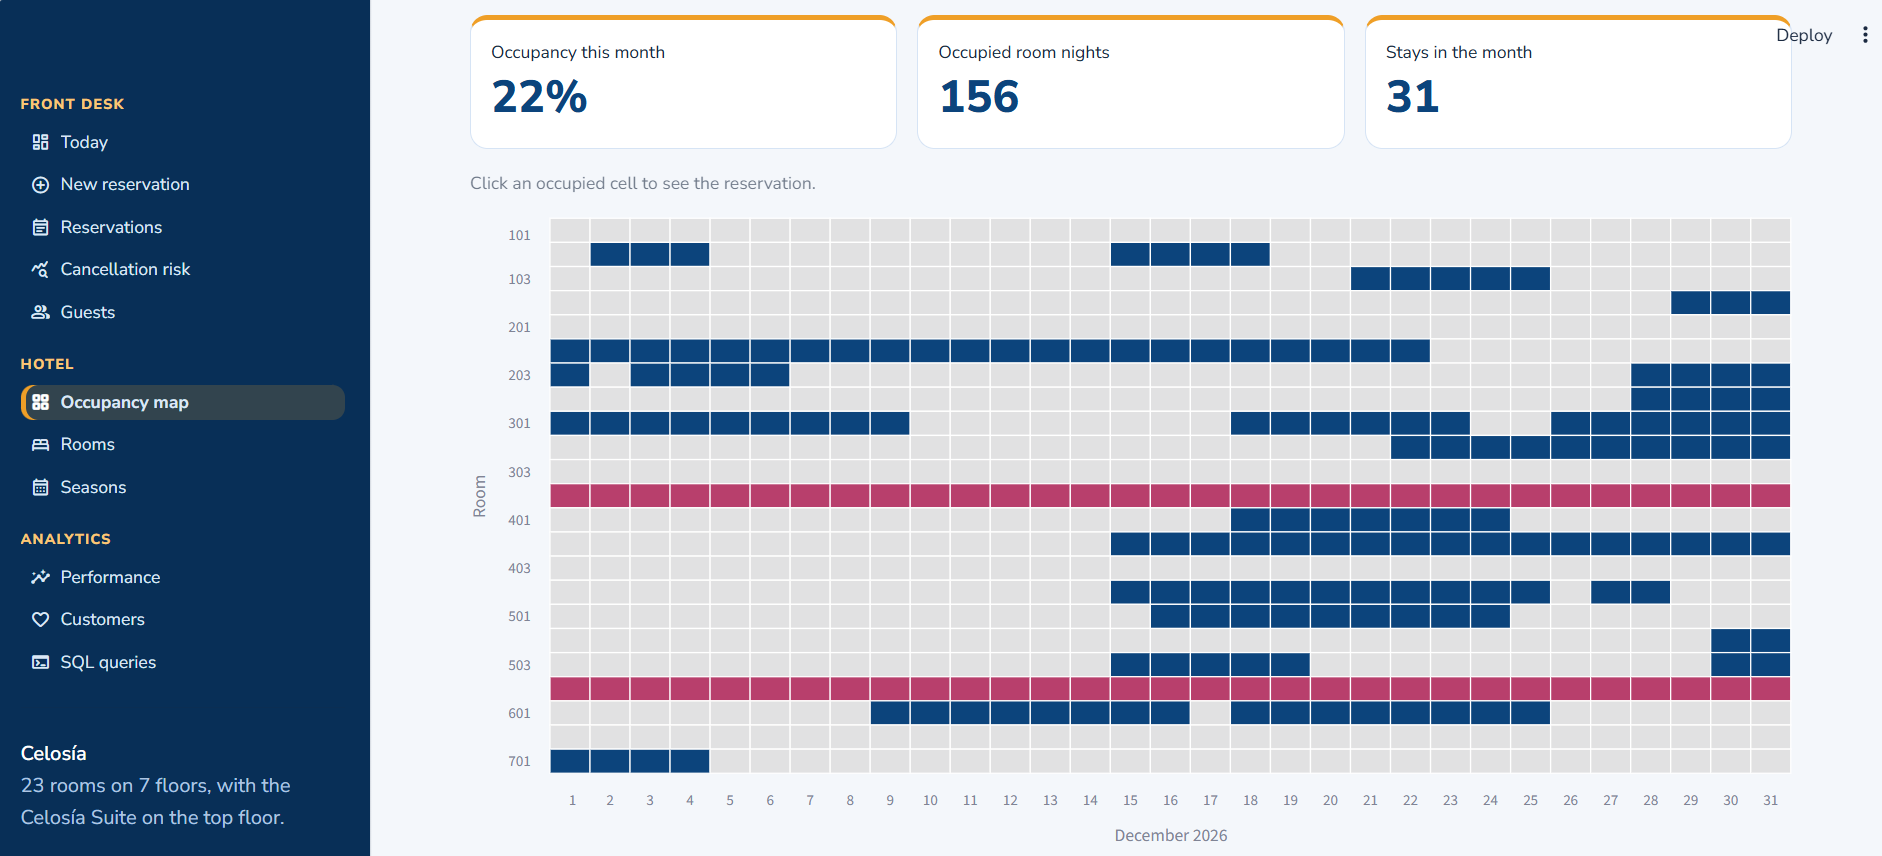 Deploy
Occupancy this month
22%
Occupied room nights
156
Stays in the month
31
FRONT DESK
Today
New reservation
Reservations
Cancellation risk
Guests
HOTEL
Occupancy map
Rooms
Seasons
ANALYTICS
Performance
Customers
SQL queries
Celosía
23 rooms on 7 floors, with the
Celosía Suite on the top floor.
Click an occupied cell to see the reservation.
Room
101
103
201
203
301
303
401
403
501
503
601
701
1 2 3 4 5 6 7 8 9 10 11 12 13 14 15 16 17 18 19 20 21 22 23 24 25 26 27 28 29 30 31
December 2026